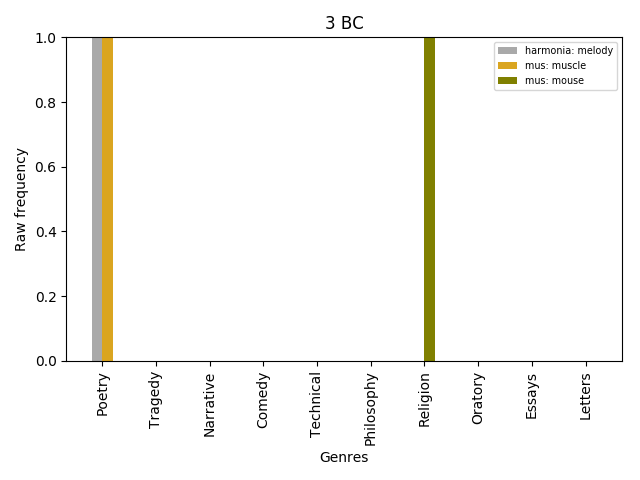 3 BC
harmonia: melody
mus: muscle
mus: mouse
Raw frequency
1.0
0.8
0.6
0.4
0.2
0.0
Poetry
Tragedy
Narrative
Comedy
Technical
Philosophy
Religion
Oratory
Essays
Letters
Genres